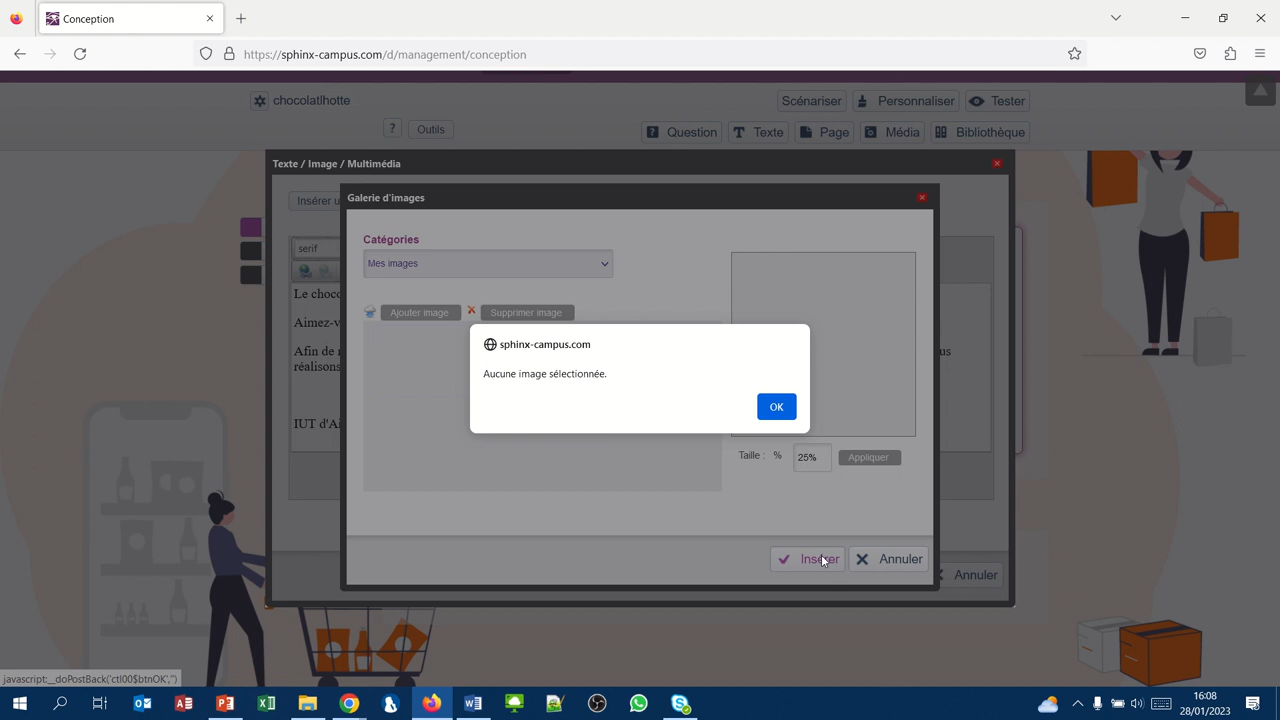 Conception
https://sphinx-campus.com/d/management/conception
chocolatlhotte
Scénariser
Personnaliser
Tester
? Outils
? Question
T Texte
Page
Média
Bibliothèque
Texte / Image / Multimédia
Insérer u
Galerie d'images
serif
Catégories
Mes images
Le choco
Aimez-v
Afin de r
us
réalisons
IUT d'Ai
Ajouter image
Supprimer image
sphinx-campus.com
Aucune image sélectionnée.
OK
Taille : % 25% Appliquer
Insérer
Annuler
Annuler
javascript:__doPostBack('ctl00$btnOK','')
16:08
28/01/2023